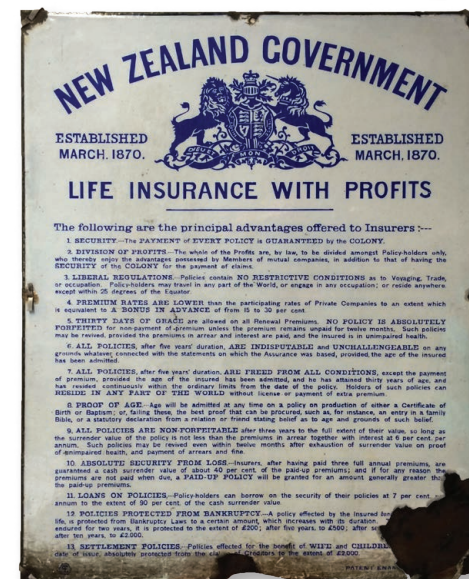 NEW ZEALAND GOVERNMENT
ESTABLISHED
MARCH, 1870.
DIEU ET MON DROIT
ESTABLISHED
MARCH, 1870.
LIFE INSURANCE WITH PROFITS
The following are the principal advantages offered to Insurers :---
1. SECURITY.—The PAYMENT of EVERY POLICY is GUARANTEED by the COLONY.
2. DIVISION OF PROFITS.—The whole of the Profits are, by law, to be divided amongst Policy-holders only,
who thereby enjoy the advantages possessed by Members of mutual companies, in addition to that of having the
SECURITY of the COLONY for the payment of claims.
3. LIBERAL REGULATIONS.—Policies contain NO RESTRICTIVE CONDITIONS as to Voyaging, Trade,
or occupation. Policy-holders may travel in any part of the World, or engage in any occupation; or reside anywhere
except within 25 degrees of the Equator.
4. PREMIUM RATES ARE LOWER than the participating rates of Private Companies to an extent which
is equivalent to A BONUS IN ADVANCE of from 15 to 30 per cent.
5. THIRTY DAYS OF GRACE are allowed on all Renewal Premiums. NO POLICY IS ABSOLUTELY
FORFEITED for non-payment of premium unless the premium remains unpaid for twelve months. Such policies
may be revived, provided the premiums in arrear and interest are paid, and the insured is in unimpaired health.
6. ALL POLICIES, after five years' duration, ARE INDISPUTABLE and UNCHALLENGEABLE on any
grounds whatever connected with the statements on which the Assurance was based, provided the age of the insured
has been admitted.
7. ALL POLICIES, after five years' duration, ARE FREED FROM ALL CONDITIONS, except the payment
of premium, provided the age of the insured has been admitted, and he has attained thirty years of age, and
has resided continuously within the ordinary limits from the date of the policy. Holders of such policies can
RESIDE IN ANY PART OF THE WORLD without license or payment of extra premium.
8. PROOF OF AGE.—Age will be admitted at any time on a policy on production of either a Certificate of
Birth or Baptism; or, failing these, the best proof that can be procured, such as, for instance, an entry in a family
Bible, or a statutory declaration from a relation or friend stating belief as to age and grounds of such belief.
9. ALL POLICIES ARE NON-FORFEITABLE after three years to the full extent of their value, so long as
the surrender value of the policy is not less than the premiums in arrear together with interest at 6 per cent. per
annum. Such policies may be revived even within twelve months after exhaustion of surrender value on proof
of unimpaired health, and payment of arrears and fine.
10. ABSOLUTE SECURITY FROM LOSS.—Insurers, after having paid three full annual premiums, are
guaranteed a cash surrender value of about 40 per cent. of the paid-up premiums; and if for any reason the
premiums are not paid when due, a PAID-UP POLICY will be granted for an amount generally greater than
the paid-up premiums.
11. LOANS ON POLICIES.—Policy-holders can borrow on the security of their policies at 7 per cent.
annum to the extent of 90 per cent. of the cash surrender value.
12. POLICIES PROTECTED FROM BANKRUPTCY.—A policy effected by the Insured
life, is protected from Bankruptcy Laws to a certain amount, which increases with its duration.
endured for two years, it is protected to the extent of £200; after five years, to £500; after
after ten years, to £2,000.
13. SETTLEMENT POLICIES.—Policies effected for the benefit of WIFE and
date of issue, absolutely protected from the Creditors to the extent of £2,000.
PATENT